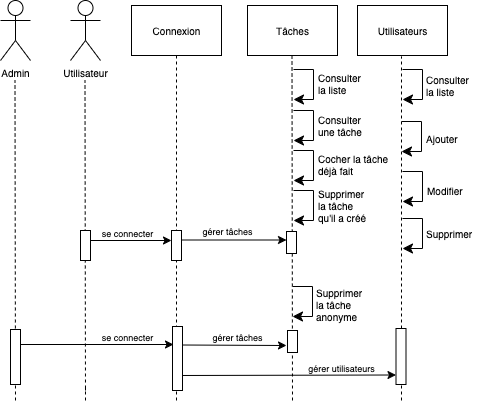 Connexion
Tâches
Utilisateurs
Admin
Utilisateur
Consulter
la liste
Consulter
la liste
Consulter
une tâche
Ajouter
Cocher la tâche
déjà fait
Modifier
Supprimer
la tâche
qu'il a créé
Supprimer
se connecter
gérer tâches
Supprimer
la tâche
anonyme
se connecter
gérer tâches
gérer utilisateurs